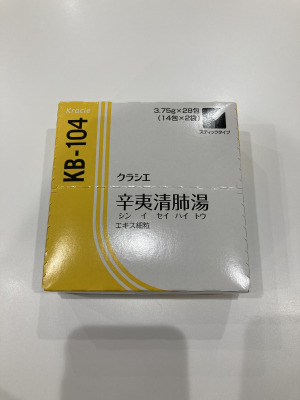 Kracie
3.75g×28包
(14包×2袋)
スティックタイプ
KB-104
クラシエ
辛夷清肺湯
シン イ セイ ハイ トウ
エキス細粒